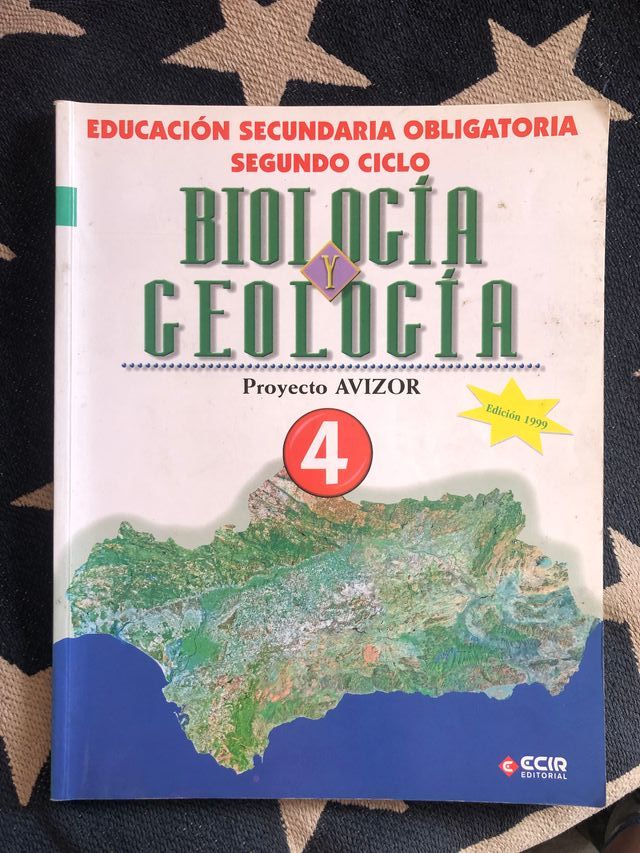 EDUCACIÓN SECUNDARIA OBLIGATORIA
SEGUNDO CICLO
BIOLOGÍA
Y
GEOLOGÍA
Proyecto AVIZOR
Edición 1999
4
ECIR
EDITORIAL